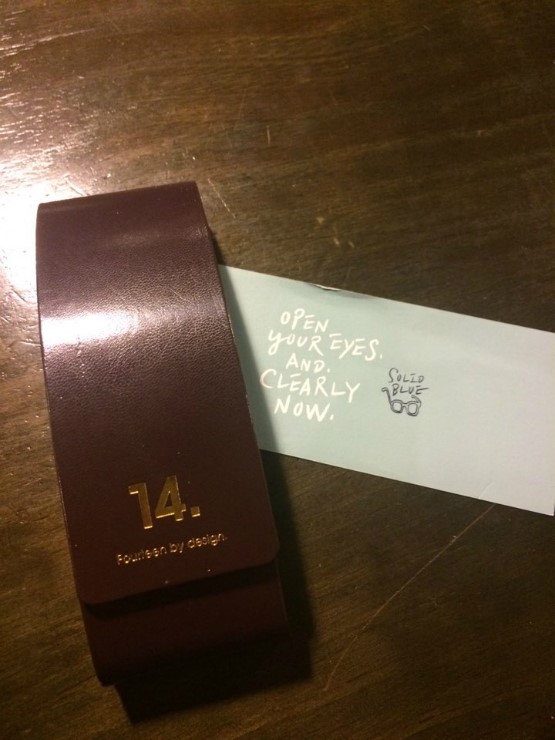 OPEN
YOUR EYES.
AND.
CLEARLY
NOW.
SOLID
BLUE
14.
Fourteen by design.